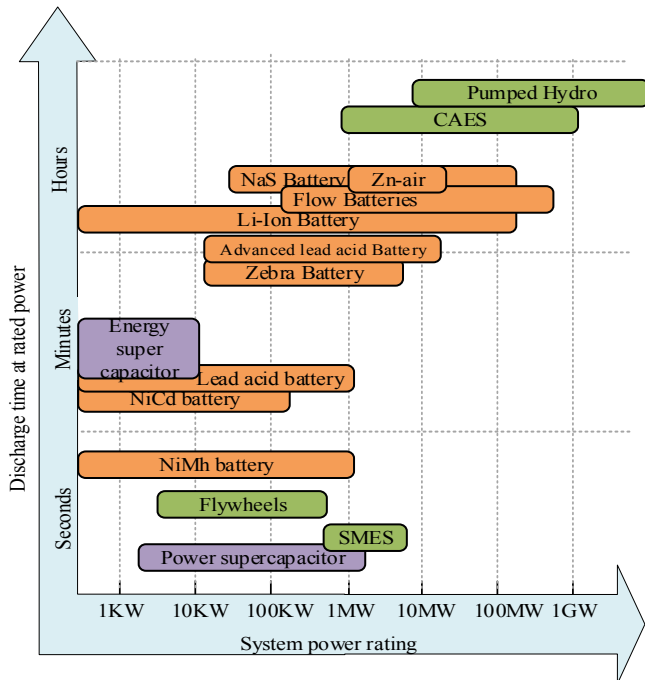 Pumped Hydro
CAES
NaS Battery
Zn-air
Flow Batteries
Li-Ion Battery
Advanced lead acid Battery
Zebra Battery
Energy
super
capacitor
Lead acid battery
NiCd battery
NiMh battery
Flywheels
SMES
Power supercapacitor
Discharge time at rated power
Hours
Minutes
Seconds
1KW 10KW 100KW 1MW 10MW 100MW 1GW
System power rating